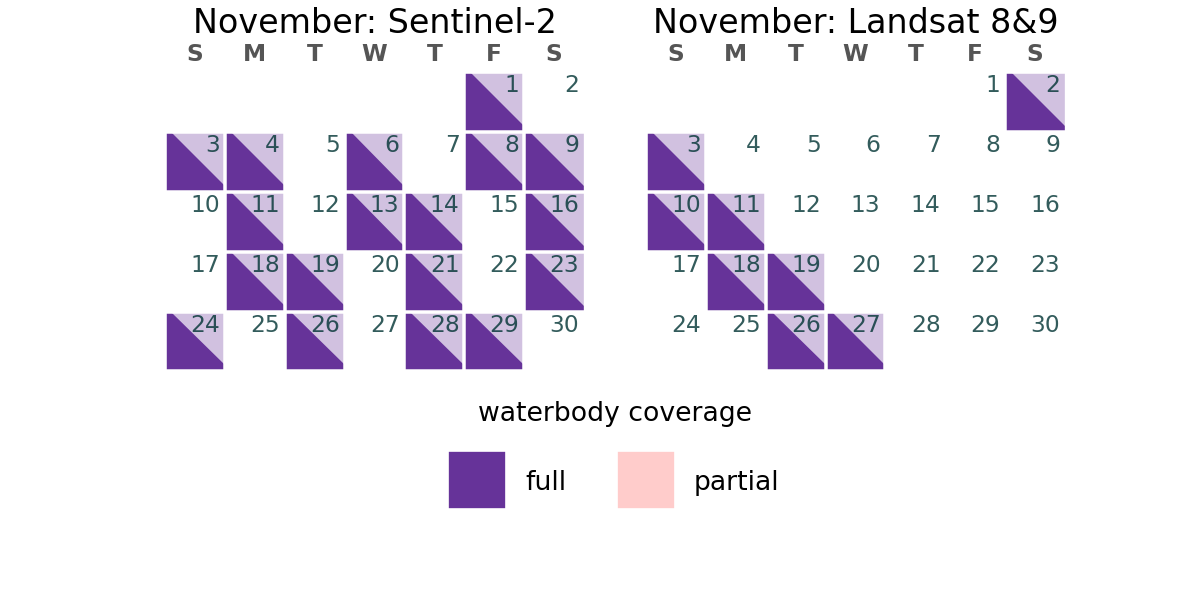 November: Sentinel-2
S M T W T F S
1 2
3 4 5 6 7 8 9
10 11 12 13 14 15 16
17 18 19 20 21 22 23
24 25 26 27 28 29 30
November: Landsat 8&9
S M T W T F S
1 2
3 4 5 6 7 8 9
10 11 12 13 14 15 16
17 18 19 20 21 22 23
24 25 26 27 28 29 30
waterbody coverage
full
partial